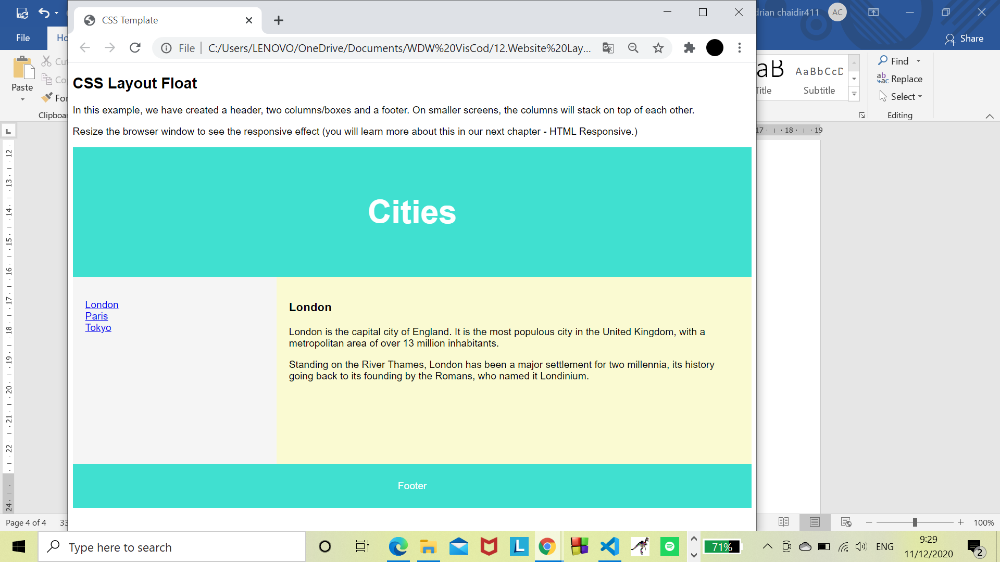 CSS Template
drian chaidir411
AC
File
Ho
Share
File
C:/Users/LENOVO/OneDrive/Documents/WDW%20VisCod/12.Website%20Lay...
Paste
Cu
Co
For
Clipboar
aB
AaBbCcD
Title
Subtitle
Find
Replace
Select
Editing
17 18 19
12
13
14
15
16
17
18
19
20
21
22
24
CSS Layout Float
In this example, we have created a header, two columns/boxes and a footer. On smaller screens, the columns will stack on top of each other.
Resize the browser window to see the responsive effect (you will learn more about this in our next chapter - HTML Responsive.)
Cities
London
Paris
Tokyo
London
London is the capital city of England. It is the most populous city in the United Kingdom, with a
metropolitan area of over 13 million inhabitants.
Standing on the River Thames, London has been a major settlement for two millennia, its history
going back to its founding by the Romans, who named it Londinium.
Footer
Page 4 of 4
33
100%
Type here to search
L
71%
ENG
9:29
11/12/2020
2